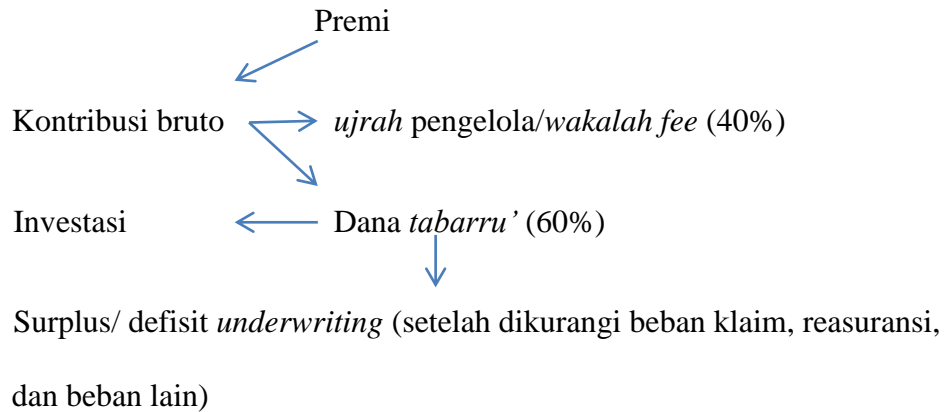 Premi
Kontribusi bruto ujrah pengelola/wakalah fee (40%)
Investasi Dana tabarru’ (60%)
Surplus/ defisit underwriting (setelah dikurangi beban klaim, reasuransi,
dan beban lain)